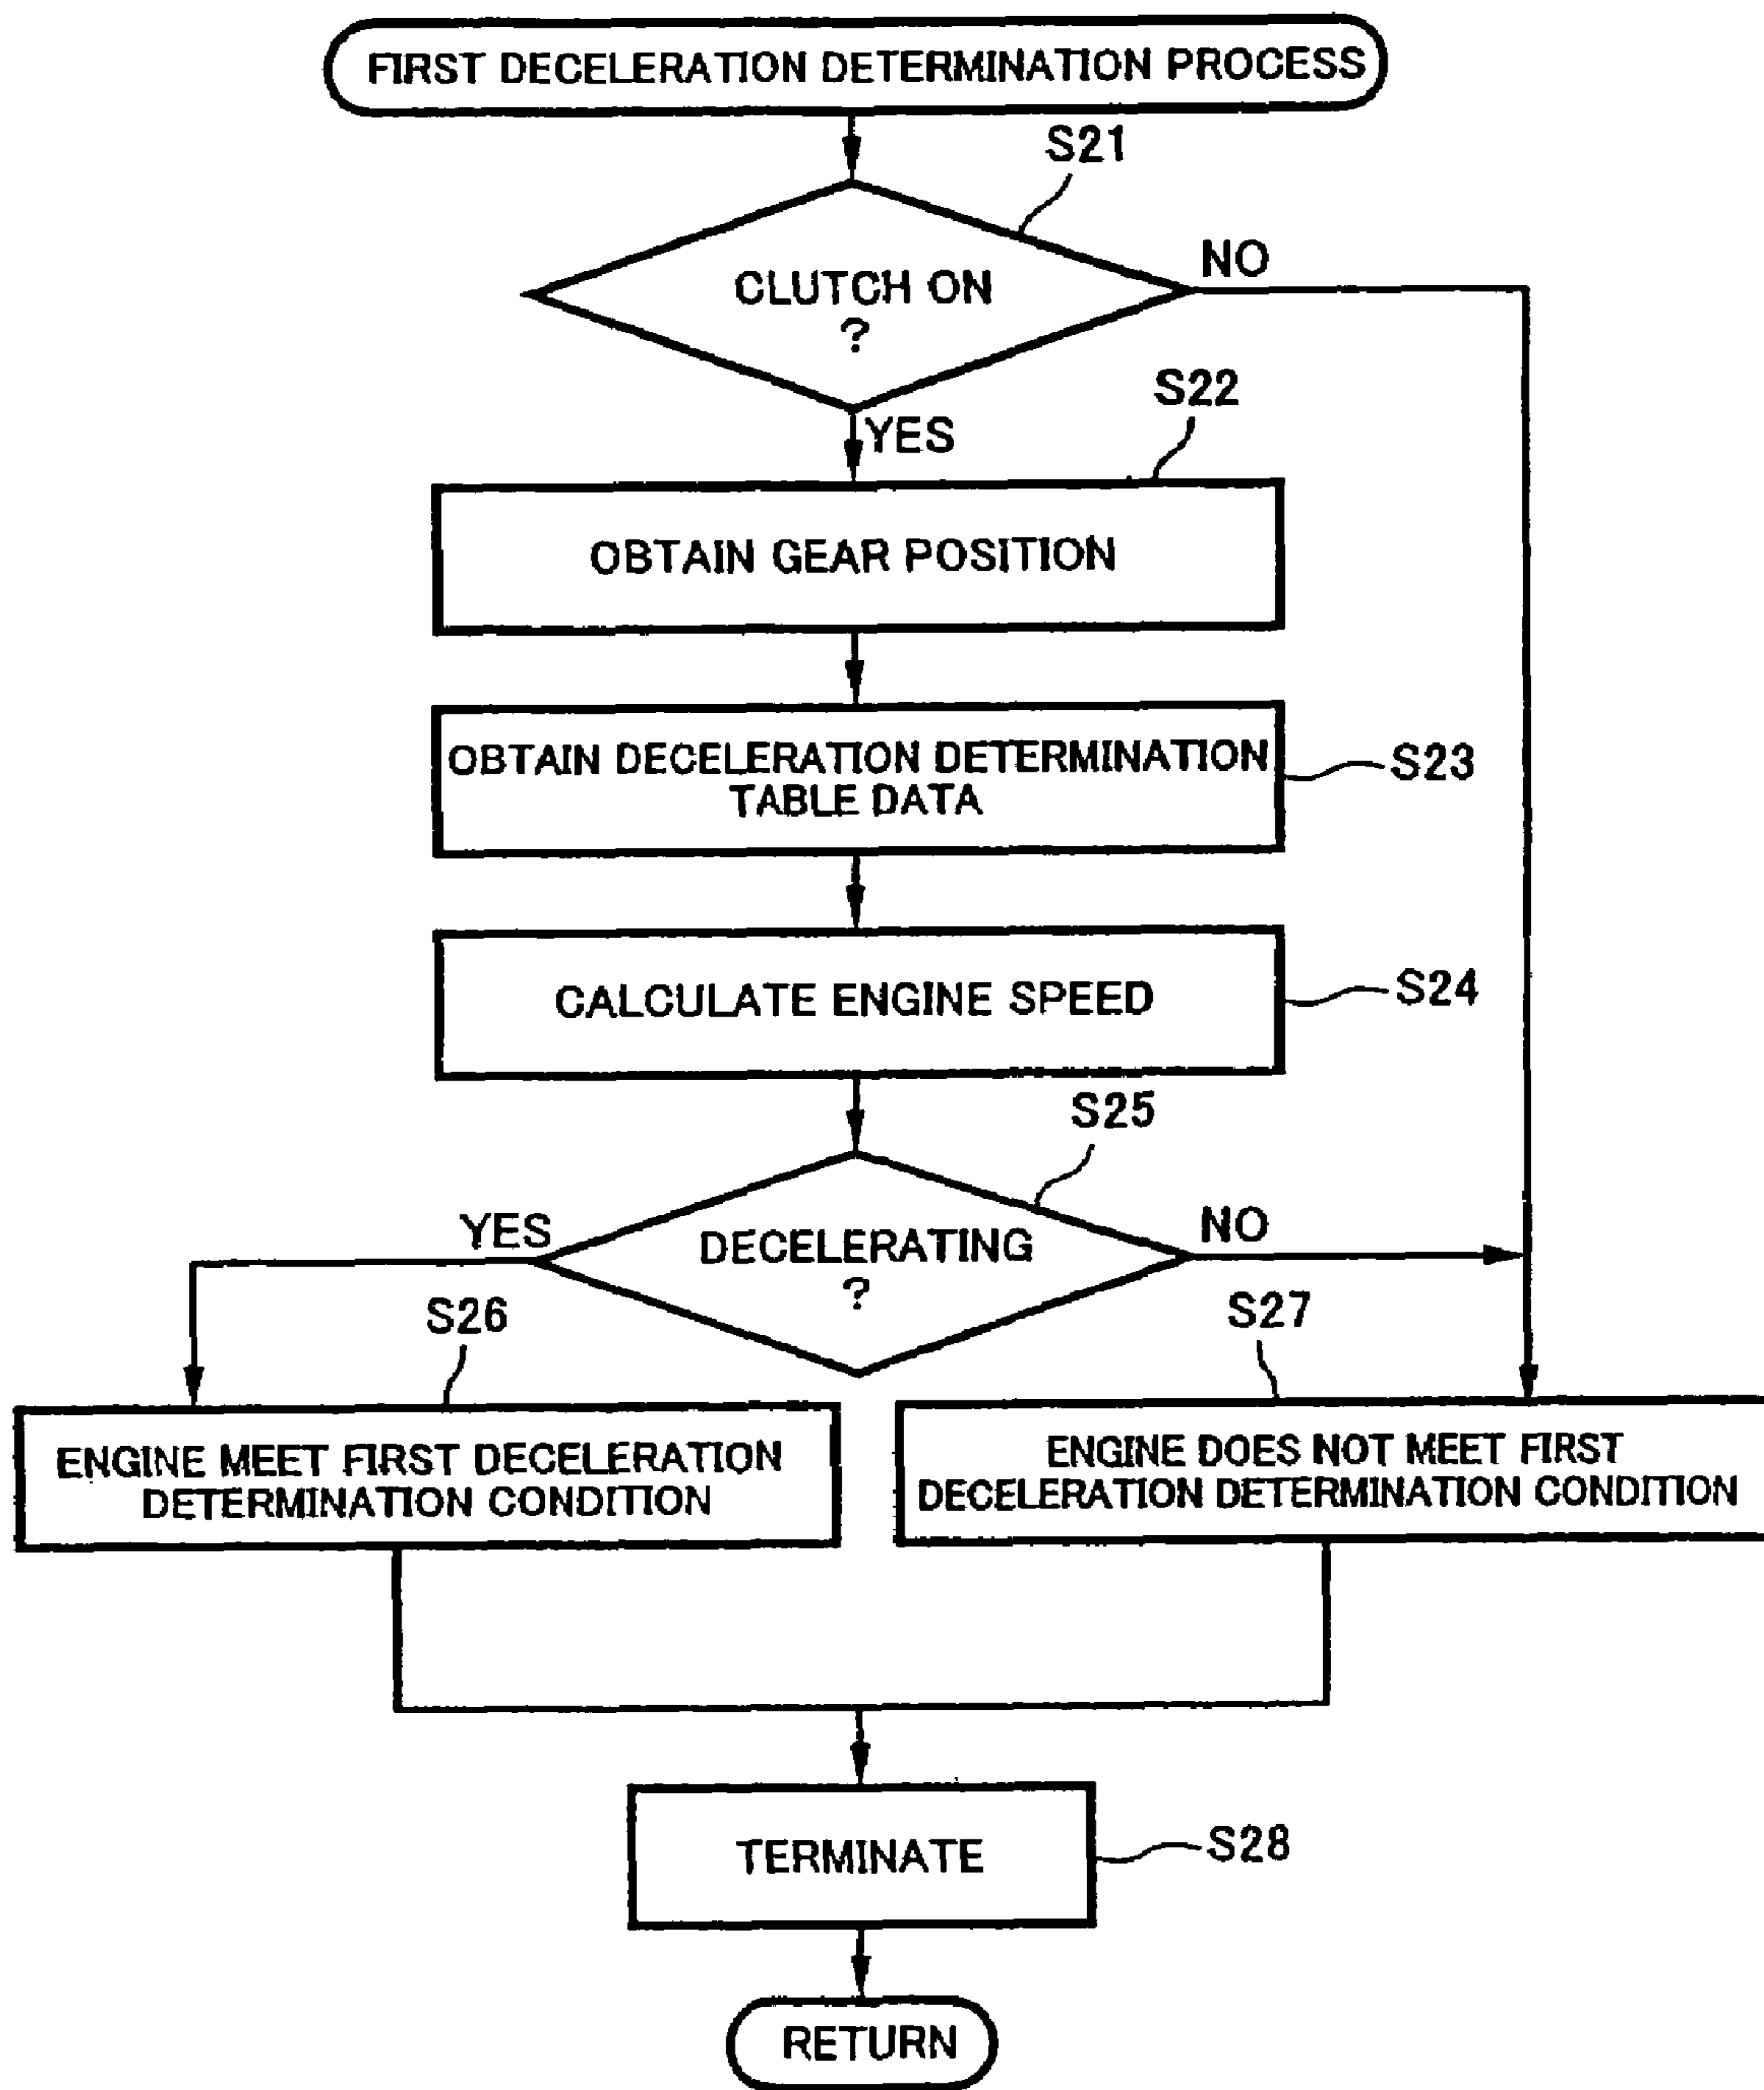 FIRST DECELERATION DETERMINATION PROCESS
S21
CLUTCH ON
?
NO
YES
S22
OBTAIN GEAR POSITION
OBTAIN DECELERATION DETERMINATION
TABLE DATA
S23
CALCULATE ENGINE SPEED
S24
S25
DECELERATING
?
YES
NO
S26
S27
ENGINE MEET FIRST DECELERATION
DETERMINATION CONDITION
ENGINE DOES NOT MEET FIRST
DECELERATION DETERMINATION CONDITION
TERMINATE
S28
RETURN